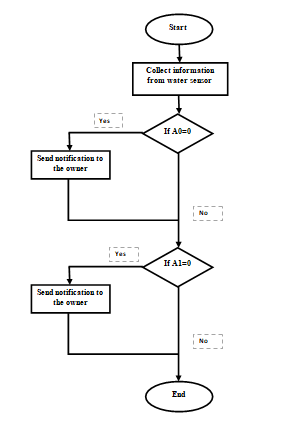 Start
Collect information
from water sensor
Yes
If A0=0
Send notification to
the owner
No
Yes
If A1=0
Send notification to
the owner
No
End